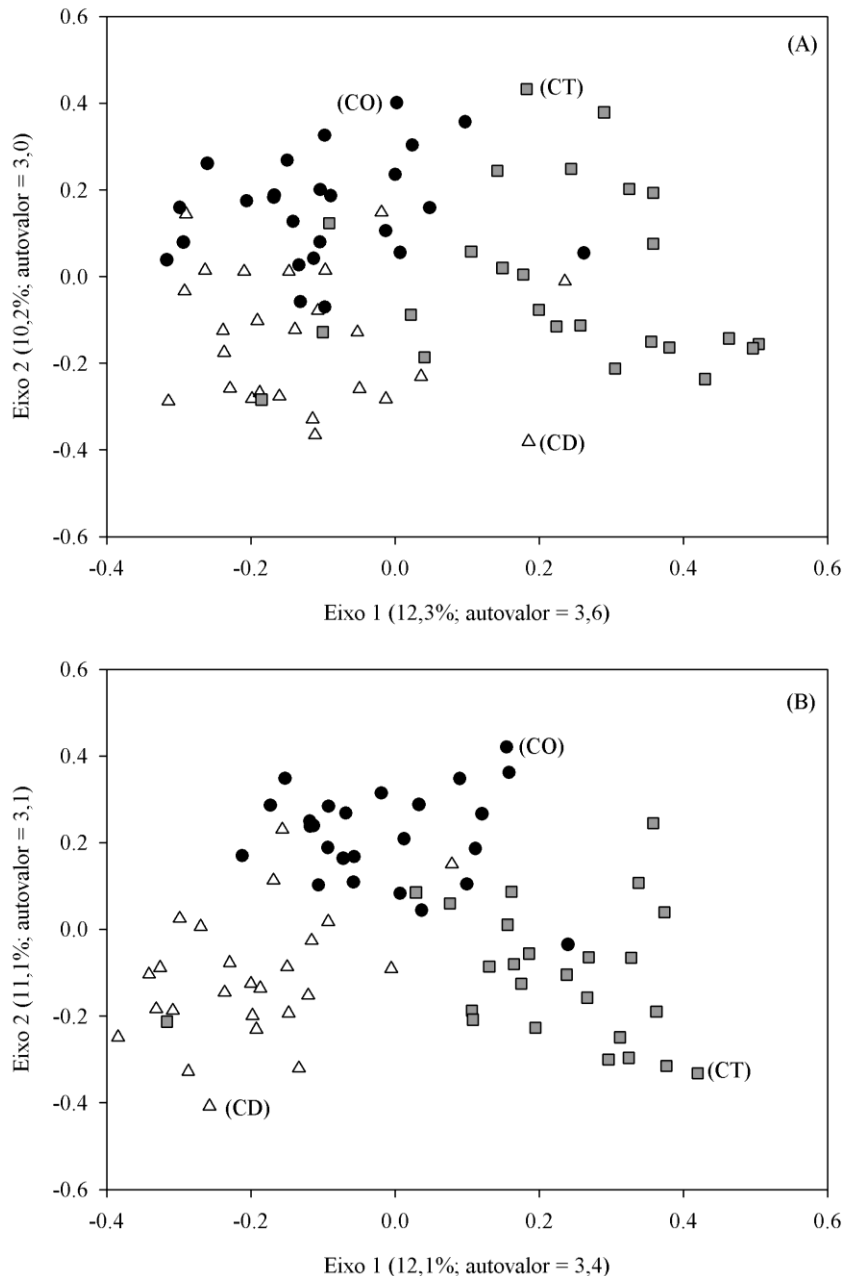 0.6
(A)
(CO)
(CT)
0.4
0.2
0.0
-0.2
-0.4
(CD)
-0.6
-0.4 -0.2 0.0 0.2 0.4 0.6
Eixo 2 (10,2%; autovalor = 3,0)
Eixo 1 (12,3%; autovalor = 3,6)
0.6
(B)
(CO)
0.4
0.2
0.0
-0.2
(CT)
-0.4
(CD)
-0.6
-0.4 -0.2 0.0 0.2 0.4 0.6
Eixo 2 (11,1%; autovalor = 3,1)
Eixo 1 (12,1%; autovalor = 3,4)